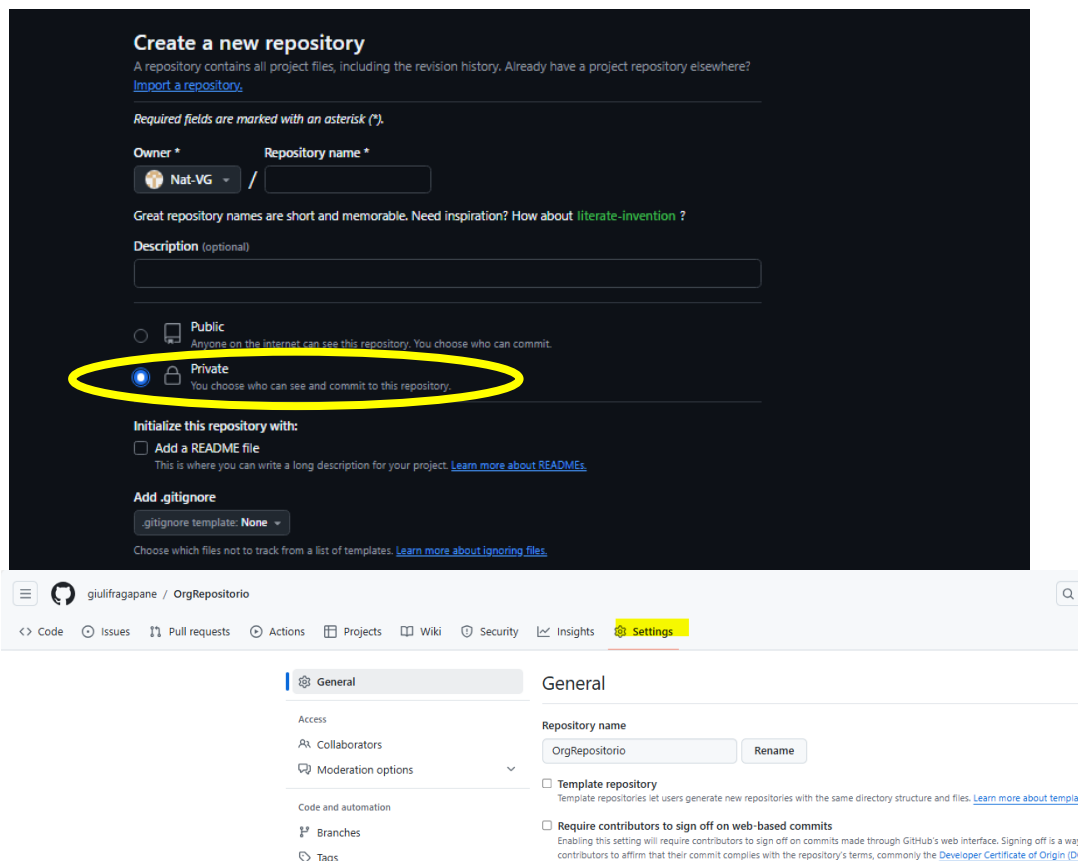 Create a new repository
A repository contains all project files, including the revision history. Already have a project repository elsewhere?
Import a repository.
Required fields are marked with an asterisk (*).
Owner * Repository name *
Nat-VG /
Great repository names are short and memorable. Need inspiration? How about literate-invention ?
Description (optional)
Public
Anyone on the internet can see this repository. You choose who can commit.
Private
You choose who can see and commit to this repository.
Initialize this repository with:
Add a README file
This is where you can write a long description for your project. Learn more about READMEs.
Add .gitignore
.gitignore template: None
Choose which files not to track from a list of templates. Learn more about ignoring files.
giulifragapane / OrgRepositorio
Code Issues Pull requests Actions Projects Wiki Security Insights Settings
General
Access
Collaborators
Moderation options
Code and automation
Branches
Tags
General
Repository name
OrgRepositorio Rename
Template repository
Template repositories let users generate new repositories with the same directory structure and files. Learn more about templa
Require contributors to sign off on web-based commits
Enabling this setting will require contributors to sign off on commits made through GitHub's web interface. Signing off is a way
contributors to affirm that their commit complies with the repository's terms, commonly the Developer Certificate of Origin (D